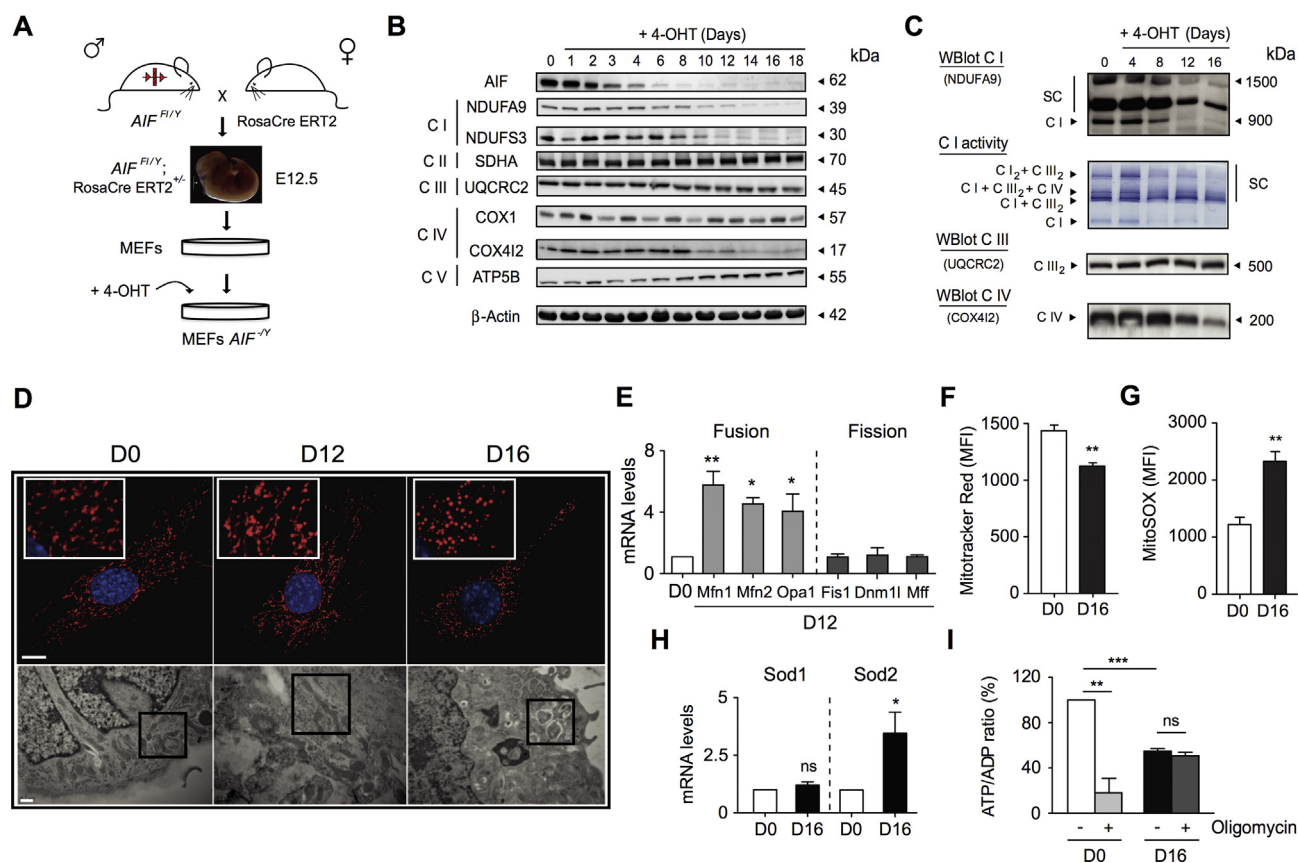 A
♂
♀
X
AIF Fl/Y
RosaCre ERT2
AIF Fl/Y;
RosaCre ERT2+/-
E12.5
MEFs
+ 4-OHT
MEFs AIF-/Y
B
+ 4-OHT (Days)
kDa
0 1 2 3 4 6 8 10 12 14 16 18
AIF 62
C I
NDUFA9 39
NDUFS3 30
C II SDHA 70
C III UQCRC2 45
C IV
COX1 57
COX4I2 17
C V ATP5B 55
β-Actin 42
C
+ 4-OHT (Days)
WBlot C I
(NDUFA9)
0 4 8 12 16
kDa
SC
1500
C I 900
C I activity
C I2 + C III2
C I + C III2 + C IV
C I + C III2
C I
SC
WBlot C III
(UQCRC2)
C III2 500
WBlot C IV
(COX4I2)
C IV 200
D
D0 D12 D16
E
Fusion Fission
mRNA levels
8
4
0
**
*
*
D0 Mfn1 Mfn2 Opa1 Fis1 Dnm1l Mff
D12
F
Mitotracker Red (MFI)
1500
1000
500
0
**
D0 D16
G
MitoSOX (MFI)
3000
2000
1000
0
**
D0 D16
H
Sod1 Sod2
mRNA levels
5
2.5
0
ns
*
D0 D16 D0 D16
I
ATP/ADP ratio (%)
120
80
40
0
***
**
ns
- + - + Oligomycin
D0 D16